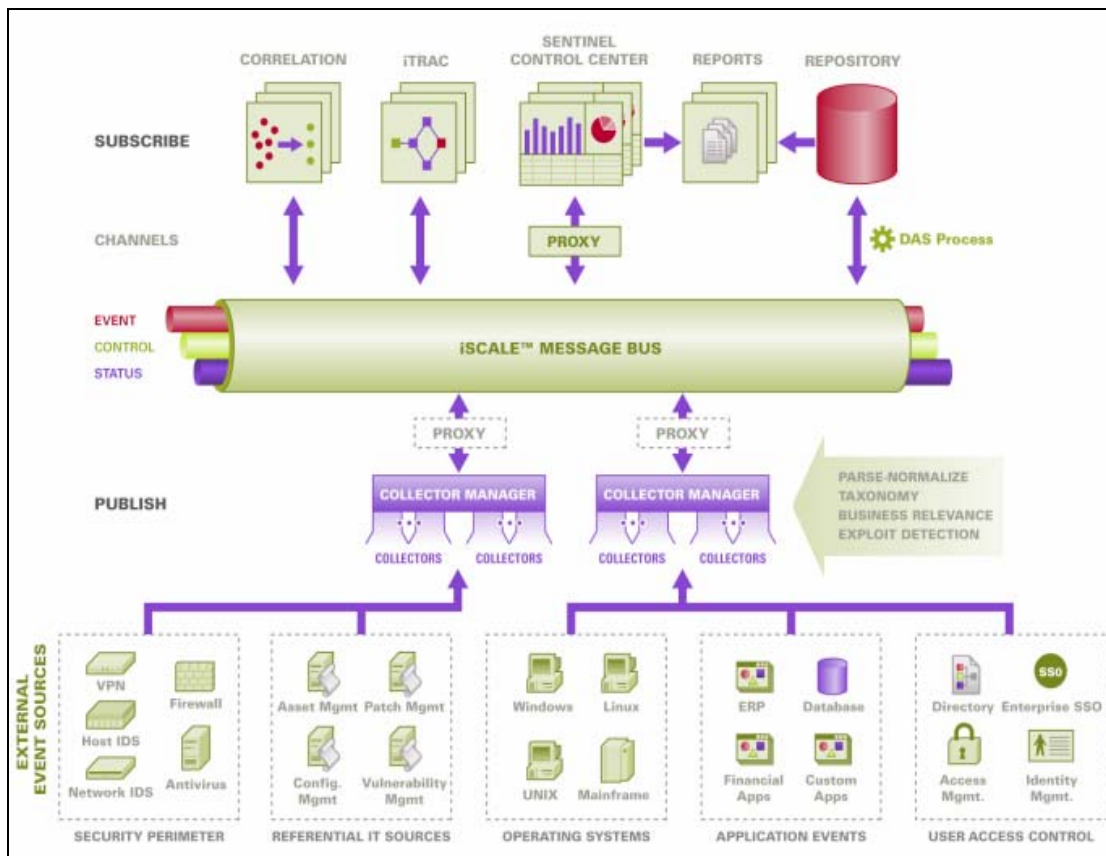 CORRELATION
iTRAC
SENTINEL
CONTROL CENTER
REPORTS
REPOSITORY
SUBSCRIBE
CHANNELS
PROXY
DAS Process
EVENT
CONTROL
STATUS
iSCALE™ MESSAGE BUS
PROXY
PROXY
PUBLISH
COLLECTOR MANAGER
COLLECTOR MANAGER
COLLECTORS
COLLECTORS
COLLECTORS
COLLECTORS
PARSE-NORMALIZE
TAXONOMY
BUSINESS RELEVANCE
EXPLOIT DETECTION
EXTERNAL
EVENT SOURCES
VPN
Firewall
Host IDS
Network IDS
Antivirus
SECURITY PERIMETER
Asset Mgmt
Patch Mgmt
Config.
Mgmt
Vulnerability
Mgmt
REFERENTIAL IT SOURCES
Windows
Linux
UNIX
Mainframe
OPERATING SYSTEMS
ERP
Database
Financial
Apps
Custom
Apps
APPLICATION EVENTS
SSO
Directory
Enterprise SSO
Access
Mgmt.
Identity
Mgmt.
USER ACCESS CONTROL